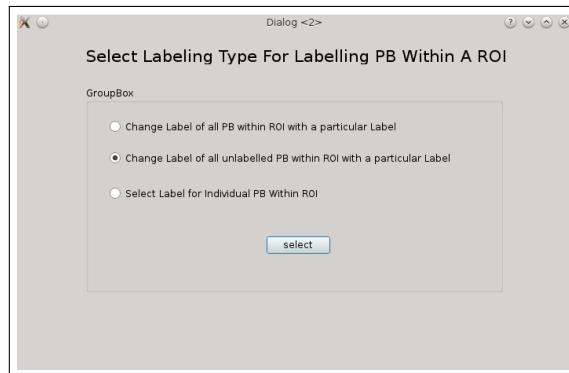 Dialog <2>
Select Labeling Type For Labelling PB Within A ROI
GroupBox
Change Label of all PB within ROI with a particular Label
Change Label of all unlabelled PB within ROI with a particular Label
Select Label for Individual PB Within ROI
select